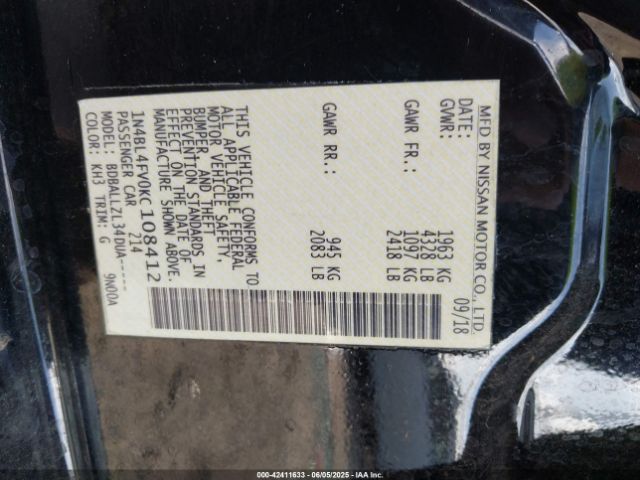 MFD BY NISSAN MOTOR CO., LTD.
DATE: 09/18
GVWR: 1963 KG
4328 LB
GAWR FR: 1097 KG
2418 LB
GAWR RR: 945 KG
2083 LB
THIS VEHICLE CONFORMS TO
ALL APPLICABLE FEDERAL
MOTOR VEHICLE SAFETY,
BUMPER, AND THEFT
PREVENTION STANDARDS IN
EFFECT ON THE DATE OF
MANUFACTURE SHOWN ABOVE.
1N4BL4FV0KC108412
PASSENGER CAR 214
MODEL: BDBALLZL34DUA-----
COLOR: KH3 TRIM: G 9N00A
000-42411633 - 06/05/2025 - IAA Inc.